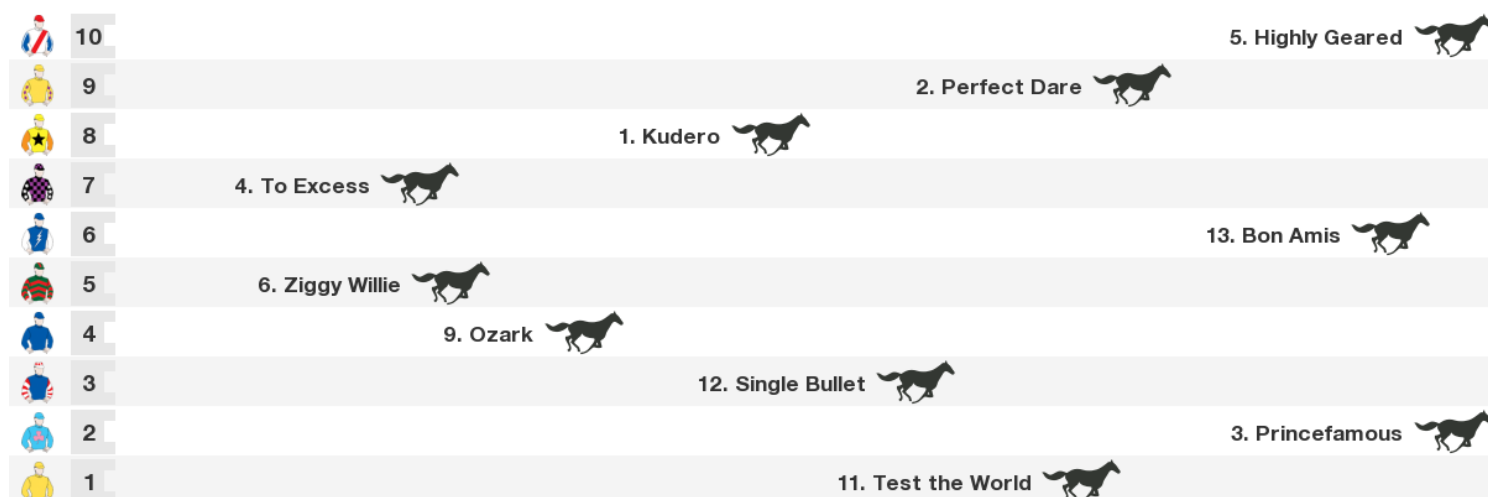 10 5. Highly Geared
9 2. Perfect Dare
8 1. Kudero
7 4. To Excess
6 13. Bon Amis
5 6. Ziggy Willie
4 9. Ozark
3 12. Single Bullet
2 3. Princefamous
1 11. Test the World